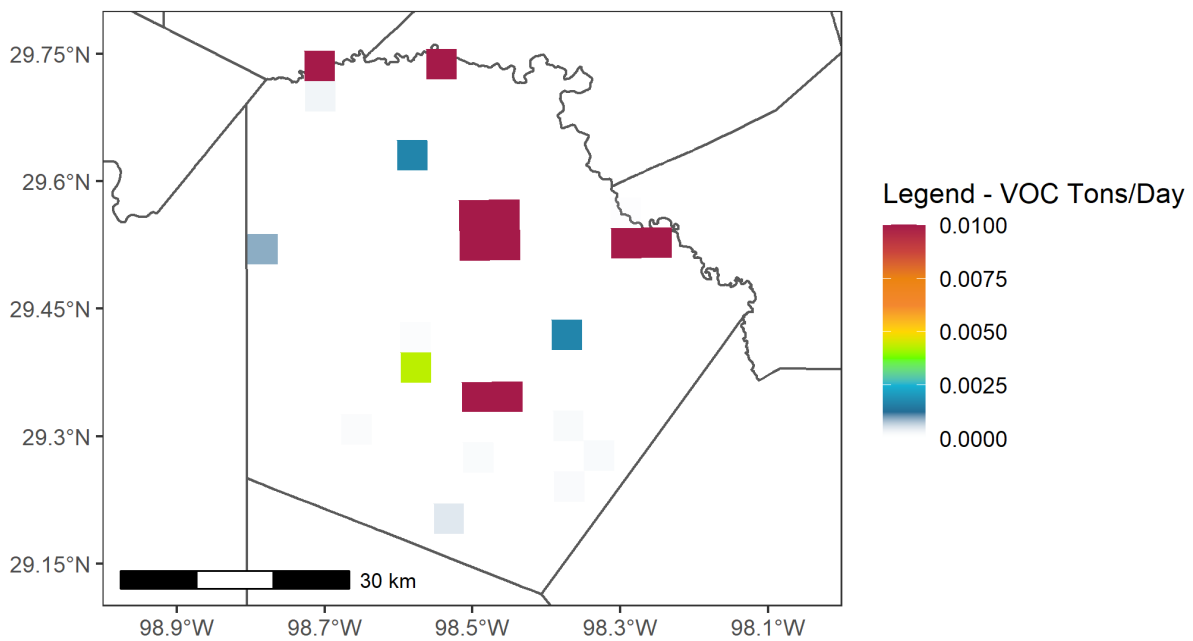 29.75°N
29.6°N
29.45°N
29.3°N
29.15°N
30 km
98.9°W
98.7°W
98.5°W
98.3°W
98.1°W
Legend - VOC Tons/Day
0.0100
0.0075
0.0050
0.0025
0.0000